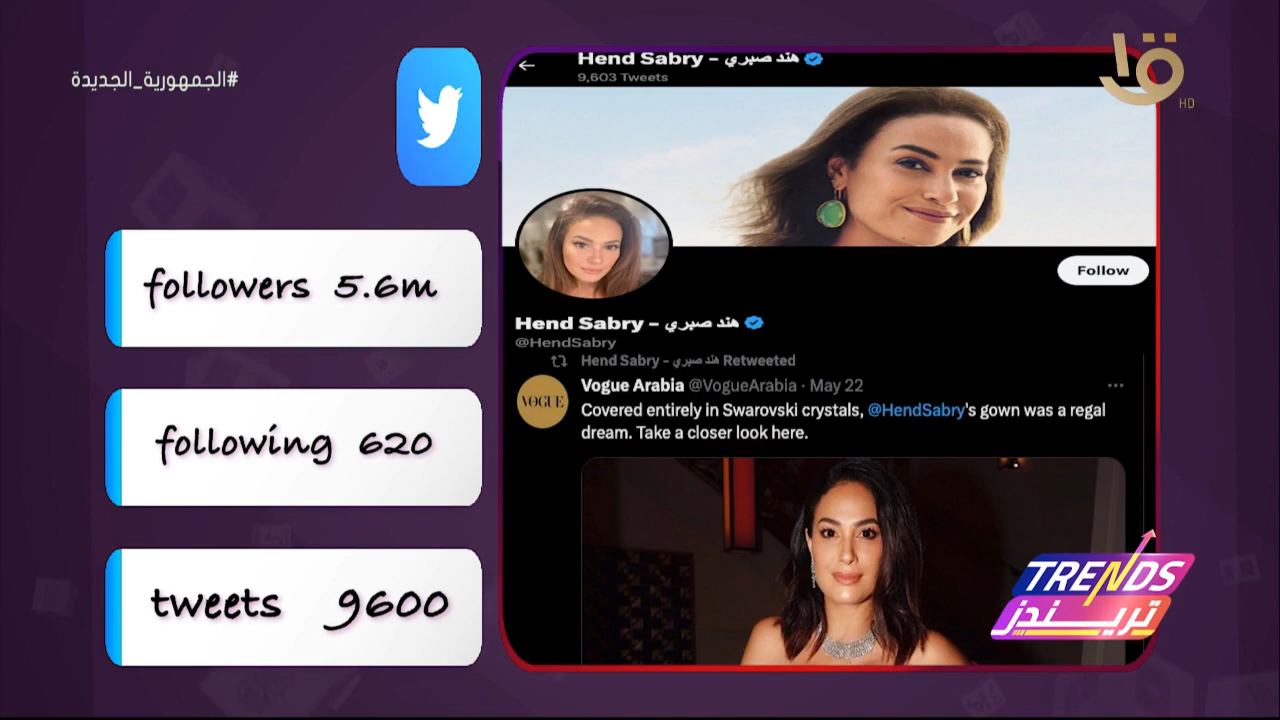 #الجمهورية_الجديدة
followers 5.6m
following 620
tweets 9600
Hend Sabry – هند صبري
9,603 Tweets
HD
Follow
Hend Sabry – هند صبري
@HendSabry
Hend Sabry – هند صبري Retweeted
VOGUE
Vogue Arabia @VogueArabia · May 22
Covered entirely in Swarovski crystals, @HendSabry's gown was a regal
dream. Take a closer look here.
TRENDS
تريندز